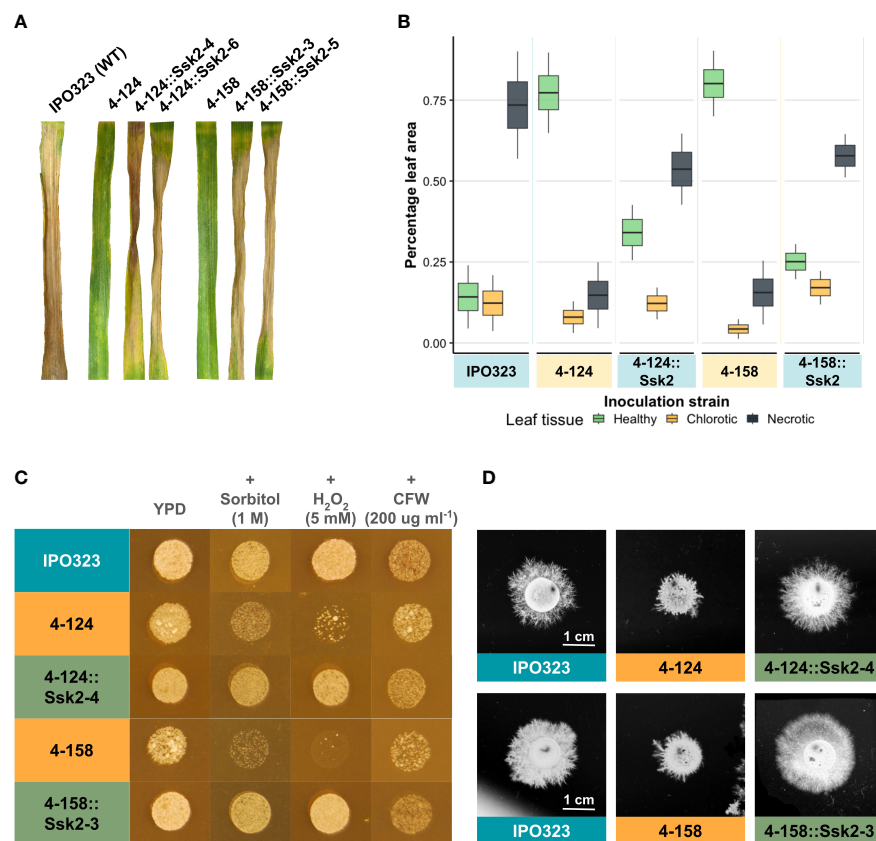 A
IPO323 (WT)
4-124
4-124::Ssk2-4
4-124::Ssk2-6
4-158
4-158::Ssk2-3
4-158::Ssk2-5
B
Percentage leaf area
0.75
0.50
0.25
0.00
IPO323
4-124
4-124::
Ssk2
4-158
4-158::
Ssk2
Inoculation strain
Leaf tissue Healthy Chlorotic Necrotic
C
YPD
+
Sorbitol
(1 M)
+
H₂O₂
(5 mM)
+
CFW
(200 ug ml⁻¹)
IPO323
4-124
4-124::
Ssk2-4
4-158
4-158::
Ssk2-3
D
1 cm
IPO323
4-124
4-124::Ssk2-4
1 cm
IPO323
4-158
4-158::Ssk2-3